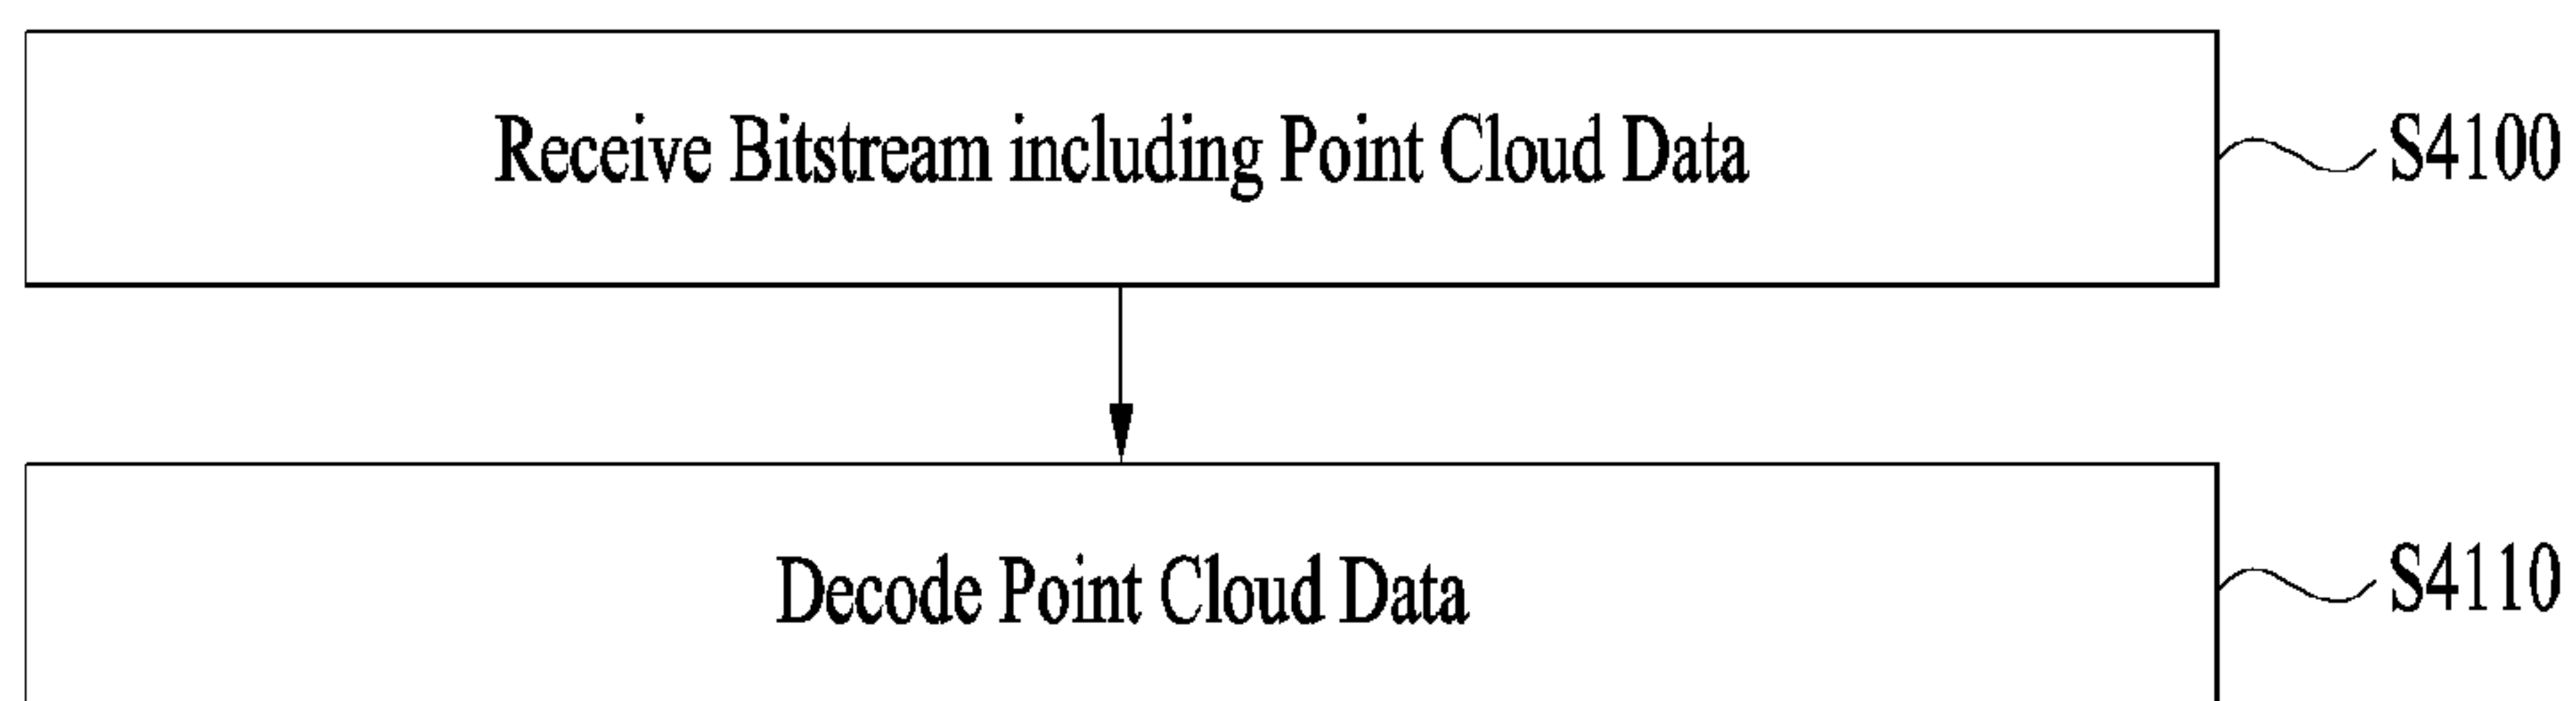 Receive Bitstream including Point Cloud Data
S4100
Decode Point Cloud Data
S4110